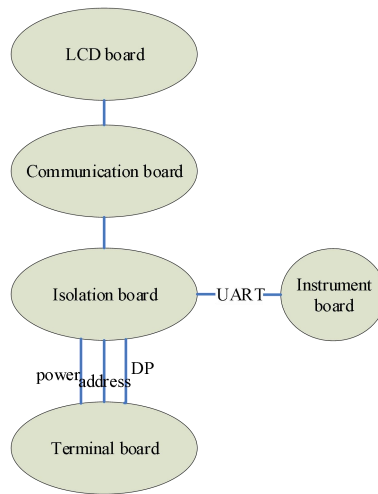 LCD board
Communication board
Isolation board
UART
Instrument
board
power
address
DP
Terminal board